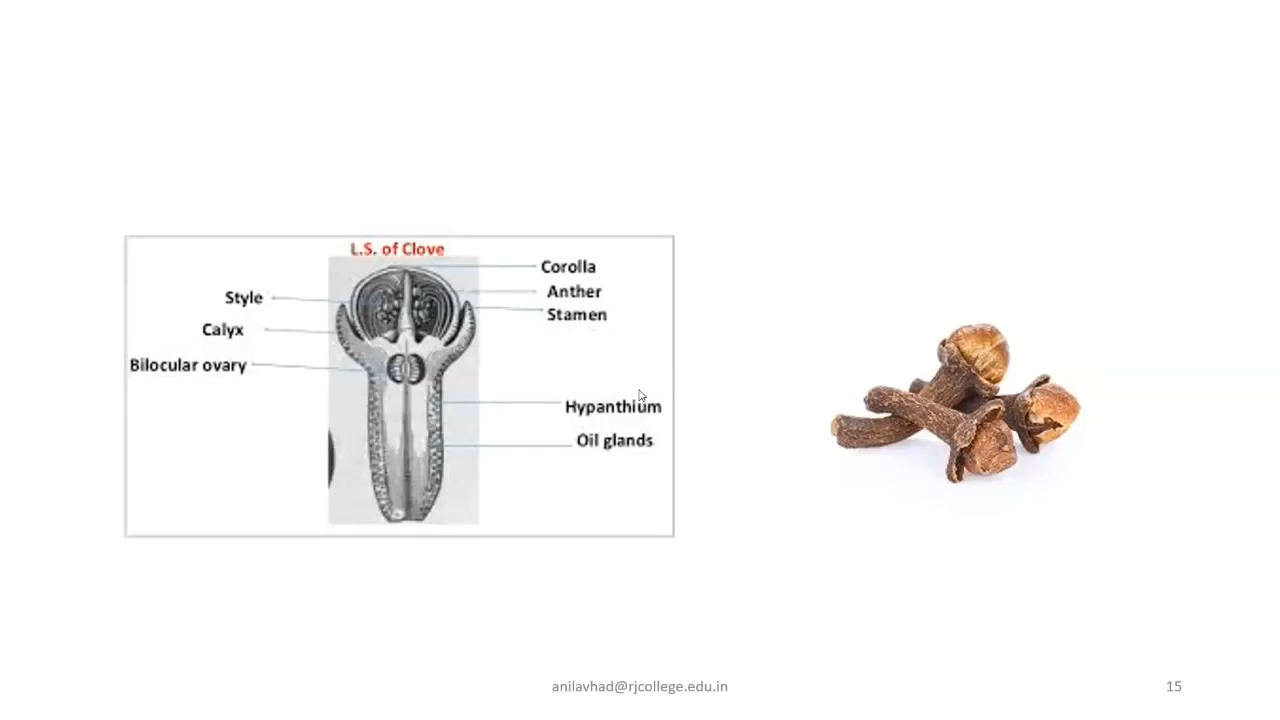 L.S. of Clove
Corolla
Style
Anther
Stamen
Calyx
Bilocular ovary
Hypanthium
Oil glands
anilavhad@rjcollege.edu.in
15